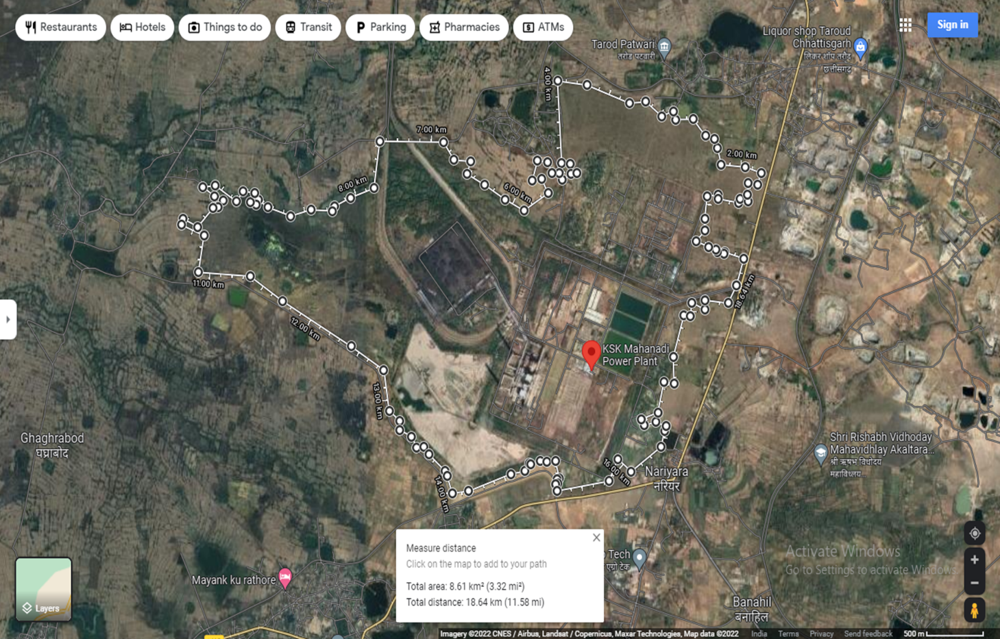 Restaurants
Hotels
Things to do
Transit
Parking
Pharmacies
ATMs
Sign in
Liquor shop Taroud
Chhattisgarh
लिकर शॉप तरौद
छत्तीसगढ़
Tarod Patwari
तरोड पटवारी
4.00 km
7.00 km
2.00 km
8.00 km
6.00 km
11.00 km
18.64 km
12.00 km
KSK Mahanadi
Power Plant
13.00 km
Ghaghrabod
घघ्राबोद
Shri Rishabh Vidhoday
Mahavidhlay Akaltara...
श्री ऋषभ विधोदय
महाविध्लय...
16.00 km
Nariyara
नरियर
14.00 km
Measure distance
Click on the map to add to your path
Total area: 8.61 km² (3.32 mi²)
Total distance: 18.64 km (11.58 mi)
Tech
एग्रो टेक
Activate Windows
Go to Settings to activate Windows.
Mayank ku rathore
Layers
Banahil
बनाहिल
Imagery ©2022 CNES / Airbus, Landsat / Copernicus, Maxar Technologies, Map data ©2022
India
Terms
Privacy
Send feedback
500 m